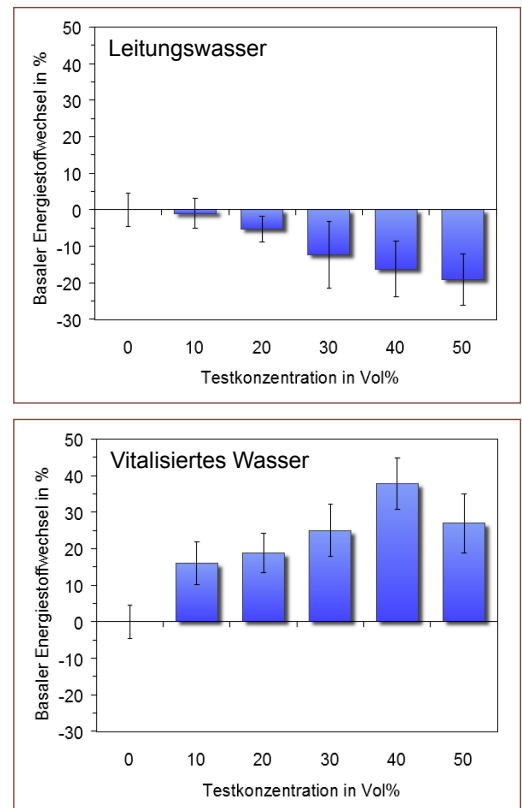 Leitungswasser
Basaler Energiestoffwechsel in %
50
40
30
20
10
0
-10
-20
-30
0 10 20 30 40 50
Testkonzentration in Vol%
Vitalisiertes Wasser
Basaler Energiestoffwechsel in %
50
40
30
20
10
0
-10
-20
-30
0 10 20 30 40 50
Testkonzentration in Vol%